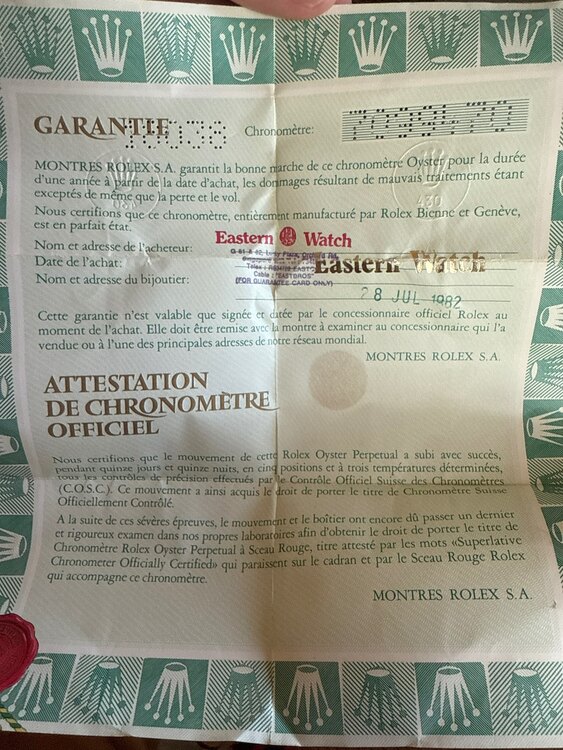 GARANTIE
18038
Chronomètre:
MONTRES ROLEX S.A. garantit la bonne marche de ce chronomètre Oyster pour la durée
d'une année à partir de la date d'achat, les dommages résultant de mauvais traitements étant
exceptés de même que la perte et le vol.
430
Nous certifions que ce chronomètre, entièrement manufacturé par Rolex Bienne et Genève,
est en parfait état.
Nom et adresse de l'acheteur:
Eastern Watch
Date de l'achat:
Eastern Watch
Nom et adresse du bijoutier:
Cable: "EASTBROS"
(FOR GUARANTEE CARD ONLY)
28 JUL 1982
Cette garantie n'est valable que signée et datée par le concessionnaire officiel Rolex au
moment de l'achat. Elle doit être remise avec la montre à examiner au concessionnaire qui l'a
vendue ou à l'une des principales adresses de notre réseau mondial.
MONTRES ROLEX S.A.
ATTESTATION
DE CHRONOMÈTRE
OFFICIEL
Nous certifions que le mouvement de cette Rolex Oyster Perpetual a subi avec succès,
pendant quinze jours et quinze nuits, en cinq positions et à trois températures déterminées,
tous les contrôles de précision effectués par le Contrôle Officiel Suisse des Chronomètres
(C.O.S.C.). Ce mouvement a ainsi acquis le droit de porter le titre de Chronomètre Suisse
Officiellement Contrôlé.
A la suite de ces sévères épreuves, le mouvement et le boîtier ont encore dû passer un dernier
et rigoureux examen dans nos propres laboratoires afin d'obtenir le droit de porter le titre de
Chronomètre Rolex Oyster Perpetual à Sceau Rouge, titre attesté par les mots «Superlative
Chronometer Officially Certified» qui paraissent sur le cadran et par le Sceau Rouge Rolex
qui accompagne ce chronomètre.
MONTRES ROLEX S.A.